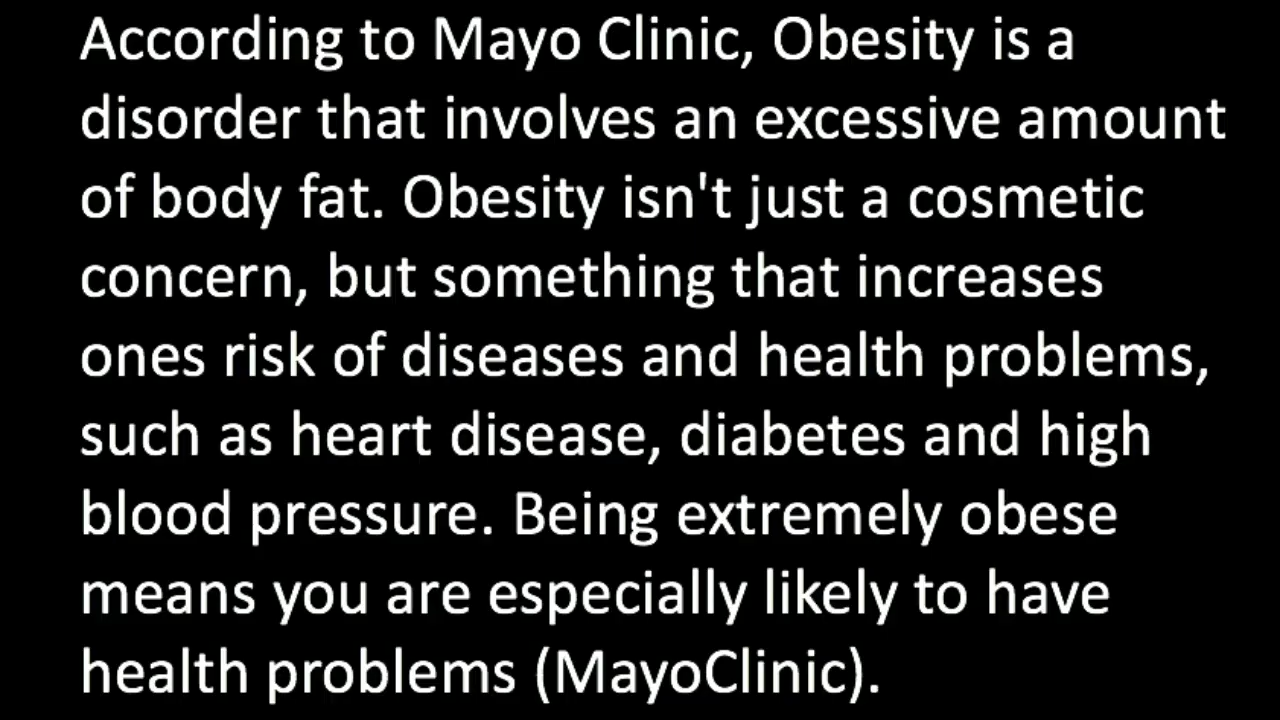 According to Mayo Clinic, Obesity is a
disorder that involves an excessive amount
of body fat. Obesity isn't just a cosmetic
concern, but something that increases
ones risk of diseases and health problems,
such as heart disease, diabetes and high
blood pressure. Being extremely obese
means you are especially likely to have
health problems (MayoClinic).